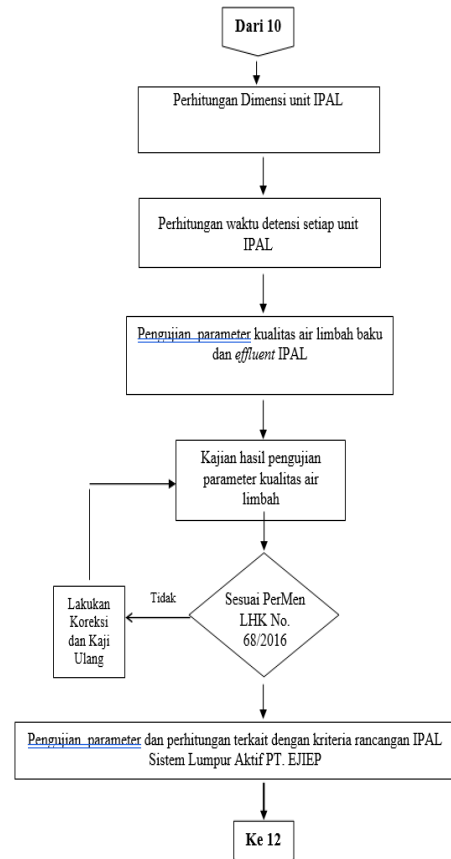 Dari 10
Perhitungan Dimensi unit IPAL
Perhitungan waktu detensi setiap unit
IPAL
Pengujian parameter kualitas air limbah baku
dan effluent IPAL
Kajian hasil pengujian
parameter kualitas air
limbah
Sesuai PerMen
LHK No.
68/2016
Tidak
Lakukan
Koreksi
dan Kaji
Ulang
Pengujian parameter dan perhitungan terkait dengan kriteria rancangan IPAL
Sistem Lumpur Aktif PT. EJIEP
Ke 12